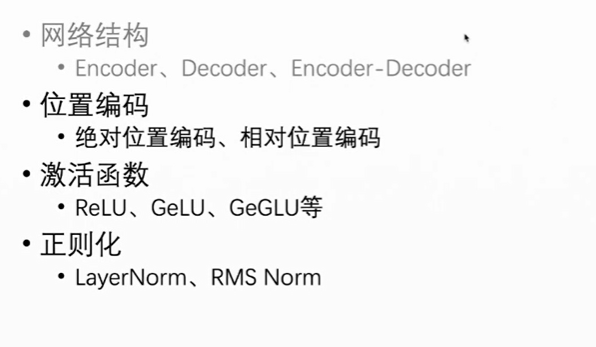 • 网络结构
• Encoder、Decoder、Encoder-Decoder
• 位置编码
• 绝对位置编码、相对位置编码
• 激活函数
• ReLU、GeLU、GeGLU等
• 正则化
• LayerNorm、RMS Norm